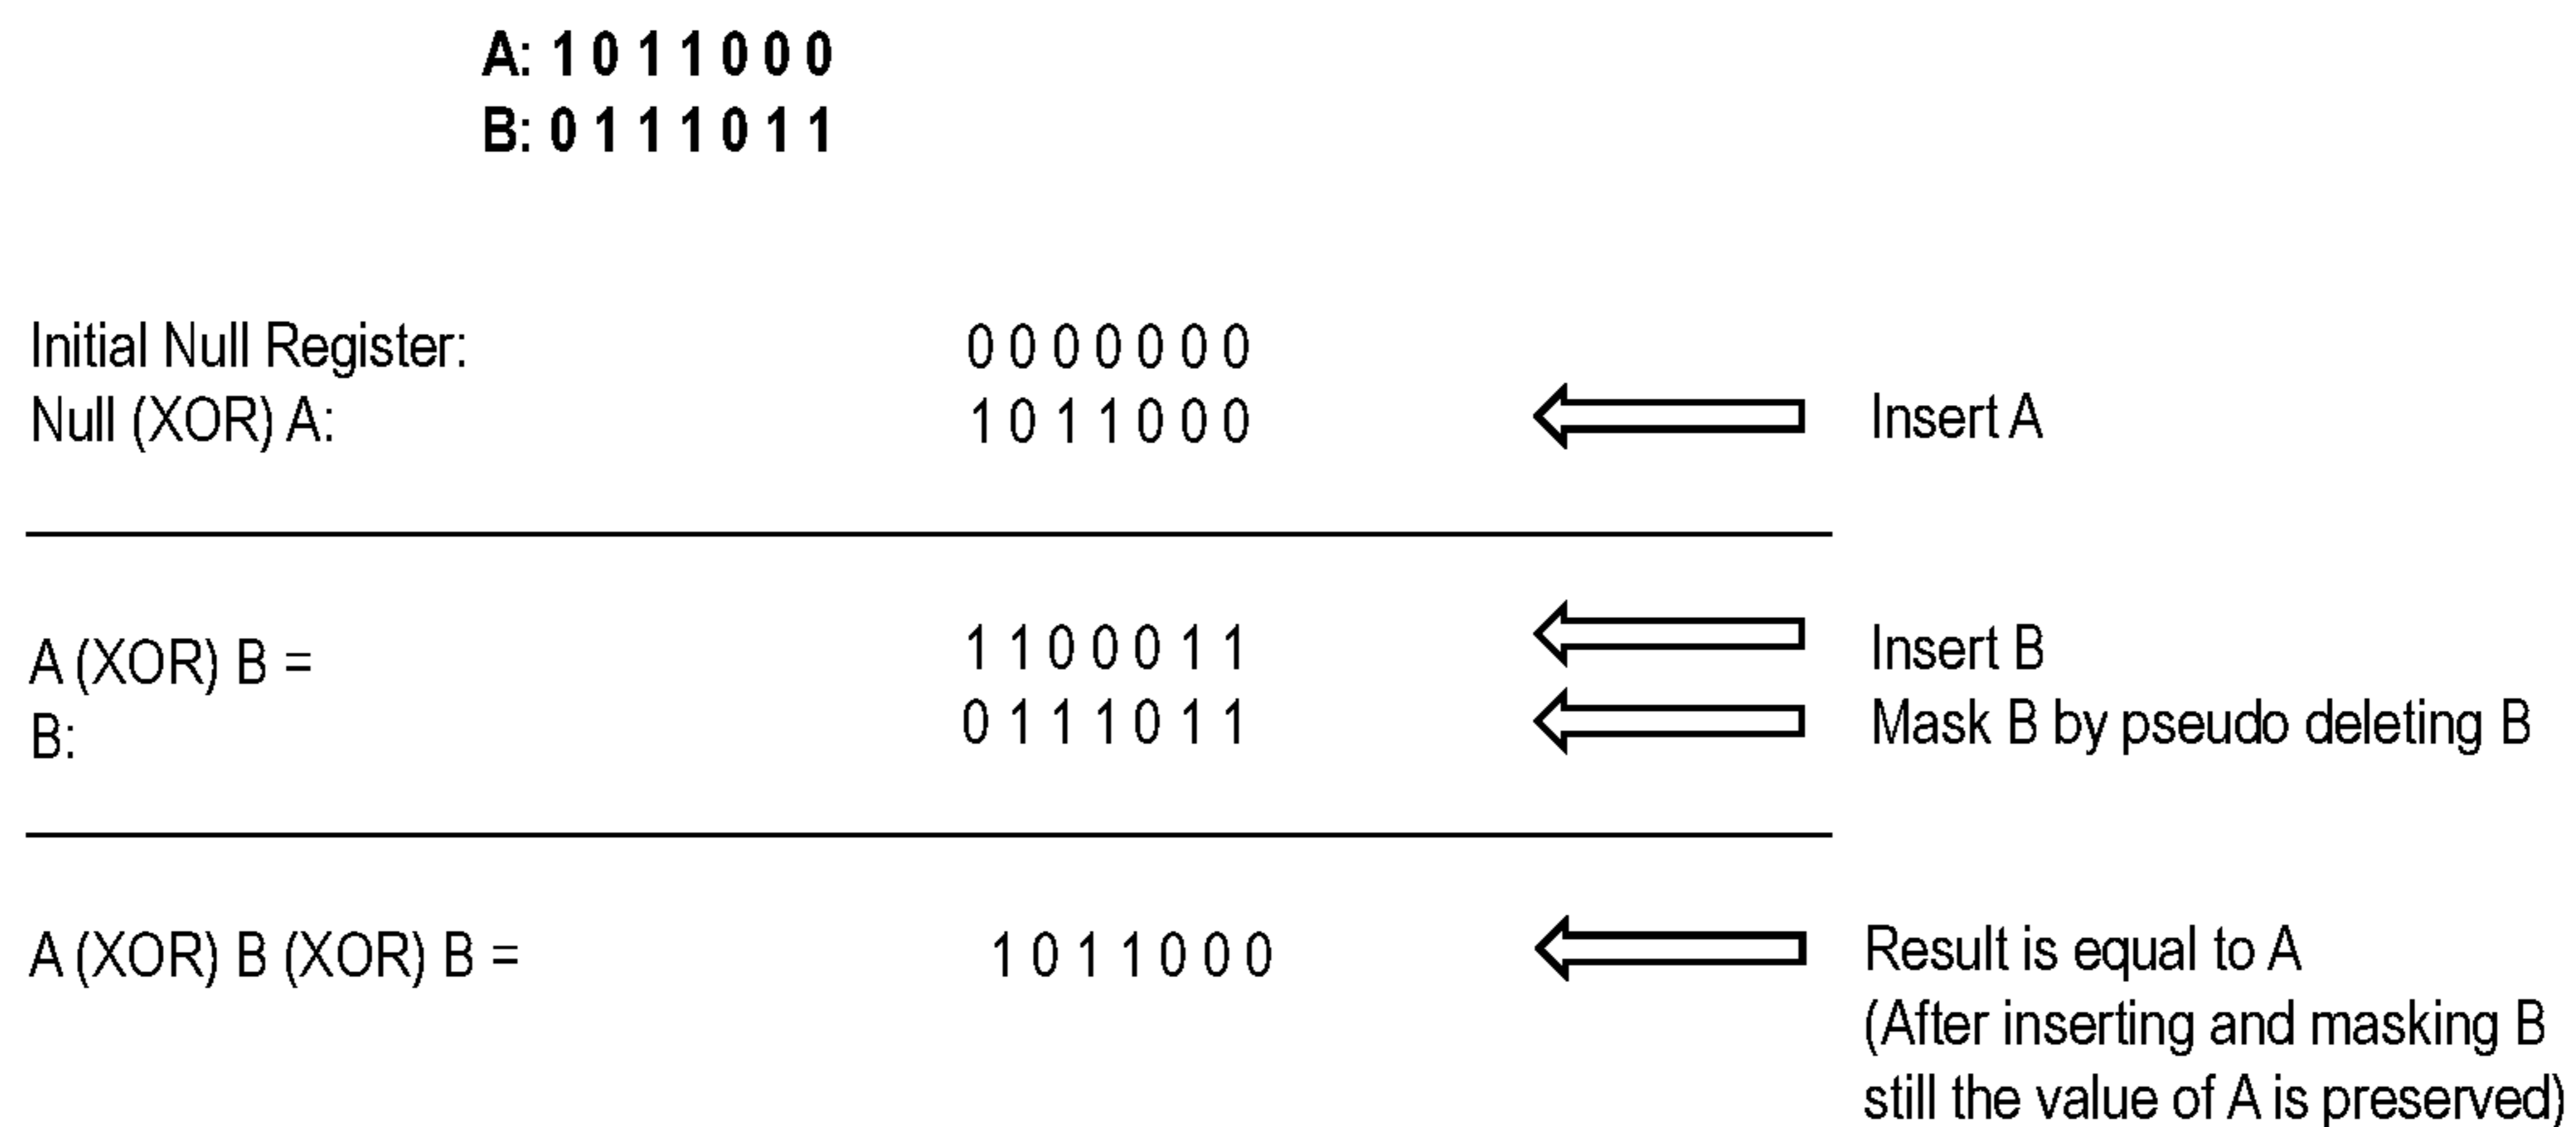 A: 1 0 1 1 0 0 0
B: 0 1 1 1 0 1 1
Initial Null Register: 0 0 0 0 0 0 0
Null (XOR) A: 1 0 1 1 0 0 0 Insert A
A (XOR) B = 1 1 0 0 0 1 1 Insert B
B: 0 1 1 1 0 1 1 Mask B by pseudo deleting B
A (XOR) B (XOR) B = 1 0 1 1 0 0 0 Result is equal to A
(After inserting and masking B
still the value of A is preserved)